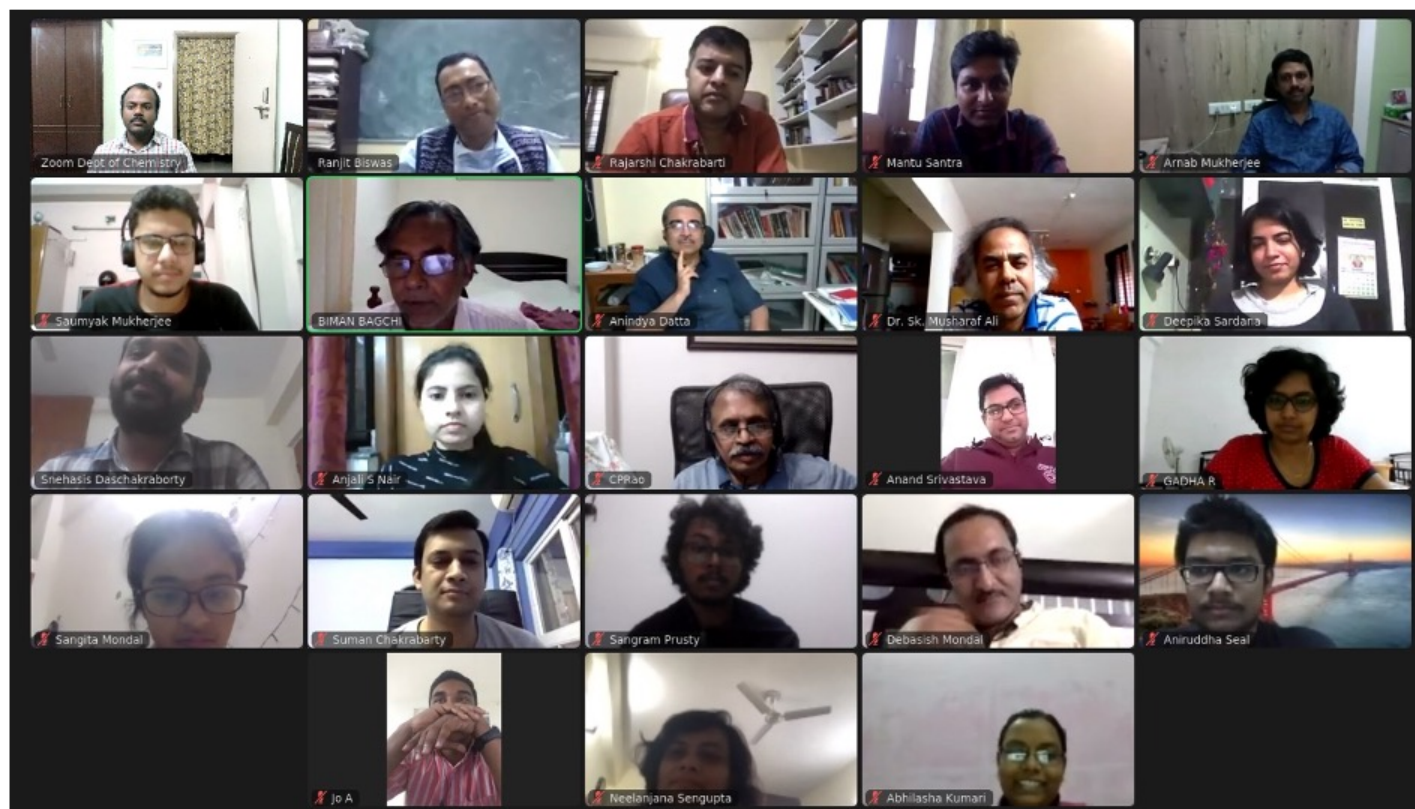 Zoom Dept of Chemistry
Ranjit Biswas
Rajarshi Chakrabarti
Mantu Santra
Arnab Mukherjee
Saumyak Mukherjee
BIMAN BAGCHI
Anindya Datta
Dr. Sk. Musharaf Ali
Deepika Sardana
Snehasis Daschakraborty
Anjali S Nair
CPRao
Anand Srivastava
GADHA R
Sangita Mondal
Suman Chakrabarty
Sangram Prusty
Debasish Mondal
Aniruddha Seal
Jo A
Neelanjana Sengupta
Abhilasha Kumari